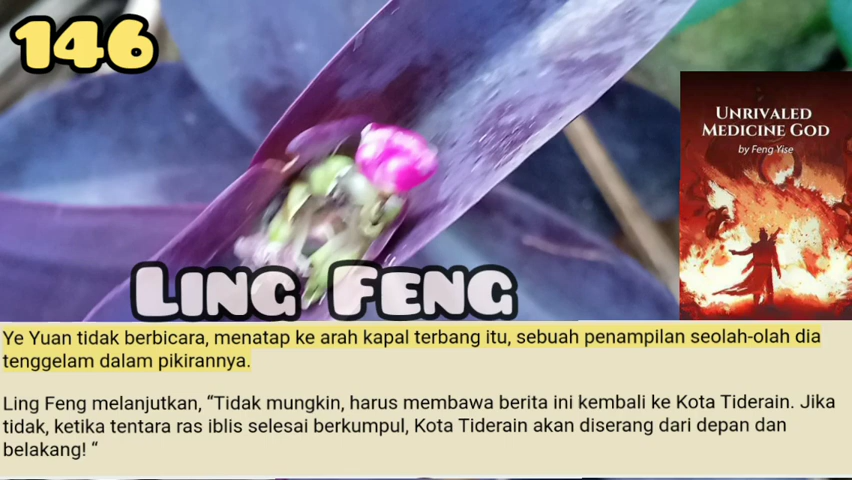 146
UNRIVALED
MEDICINE GOD
by Feng Yise
LING FENG
Ye Yuan tidak berbicara, menatap ke arah kapal terbang itu, sebuah penampilan seolah-olah dia
tenggelam dalam pikirannya.
Ling Feng melanjutkan, “Tidak mungkin, harus membawa berita ini kembali ke Kota Tiderain. Jika
tidak, ketika tentara ras iblis selesai berkumpul, Kota Tiderain akan diserang dari depan dan
belakang! “